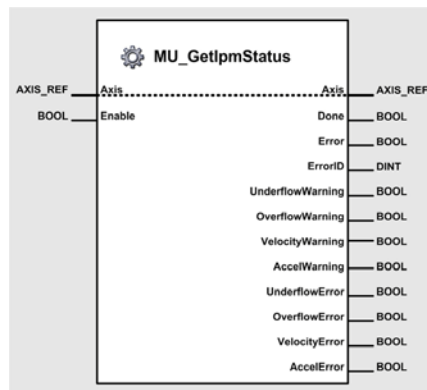 MU_GetIpmStatus
AXIS_REF Axis Axis AXIS_REF
BOOL Enable Done BOOL
Error BOOL
ErrorID DINT
UnderflowWarning BOOL
OverflowWarning BOOL
VelocityWarning BOOL
AccelWarning BOOL
UnderflowError BOOL
OverflowError BOOL
VelocityError BOOL
AccelError BOOL